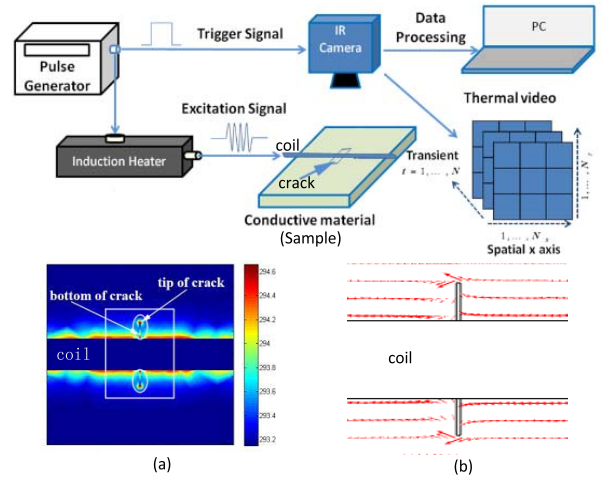 Trigger Signal
IR
Camera
Data
Processing
PC
Pulse
Generator
Excitation Signal
Thermal video
Induction Heater
coil
crack
Transient
t = 1, ... , N
1, ... , N y
1, ... , N x
Spatial x axis
Conductive material
(Sample)
bottom of crack
tip of crack
coil
294.6
294.4
294.2
294
293.8
293.6
293.4
293.2
(a)
coil
(b)